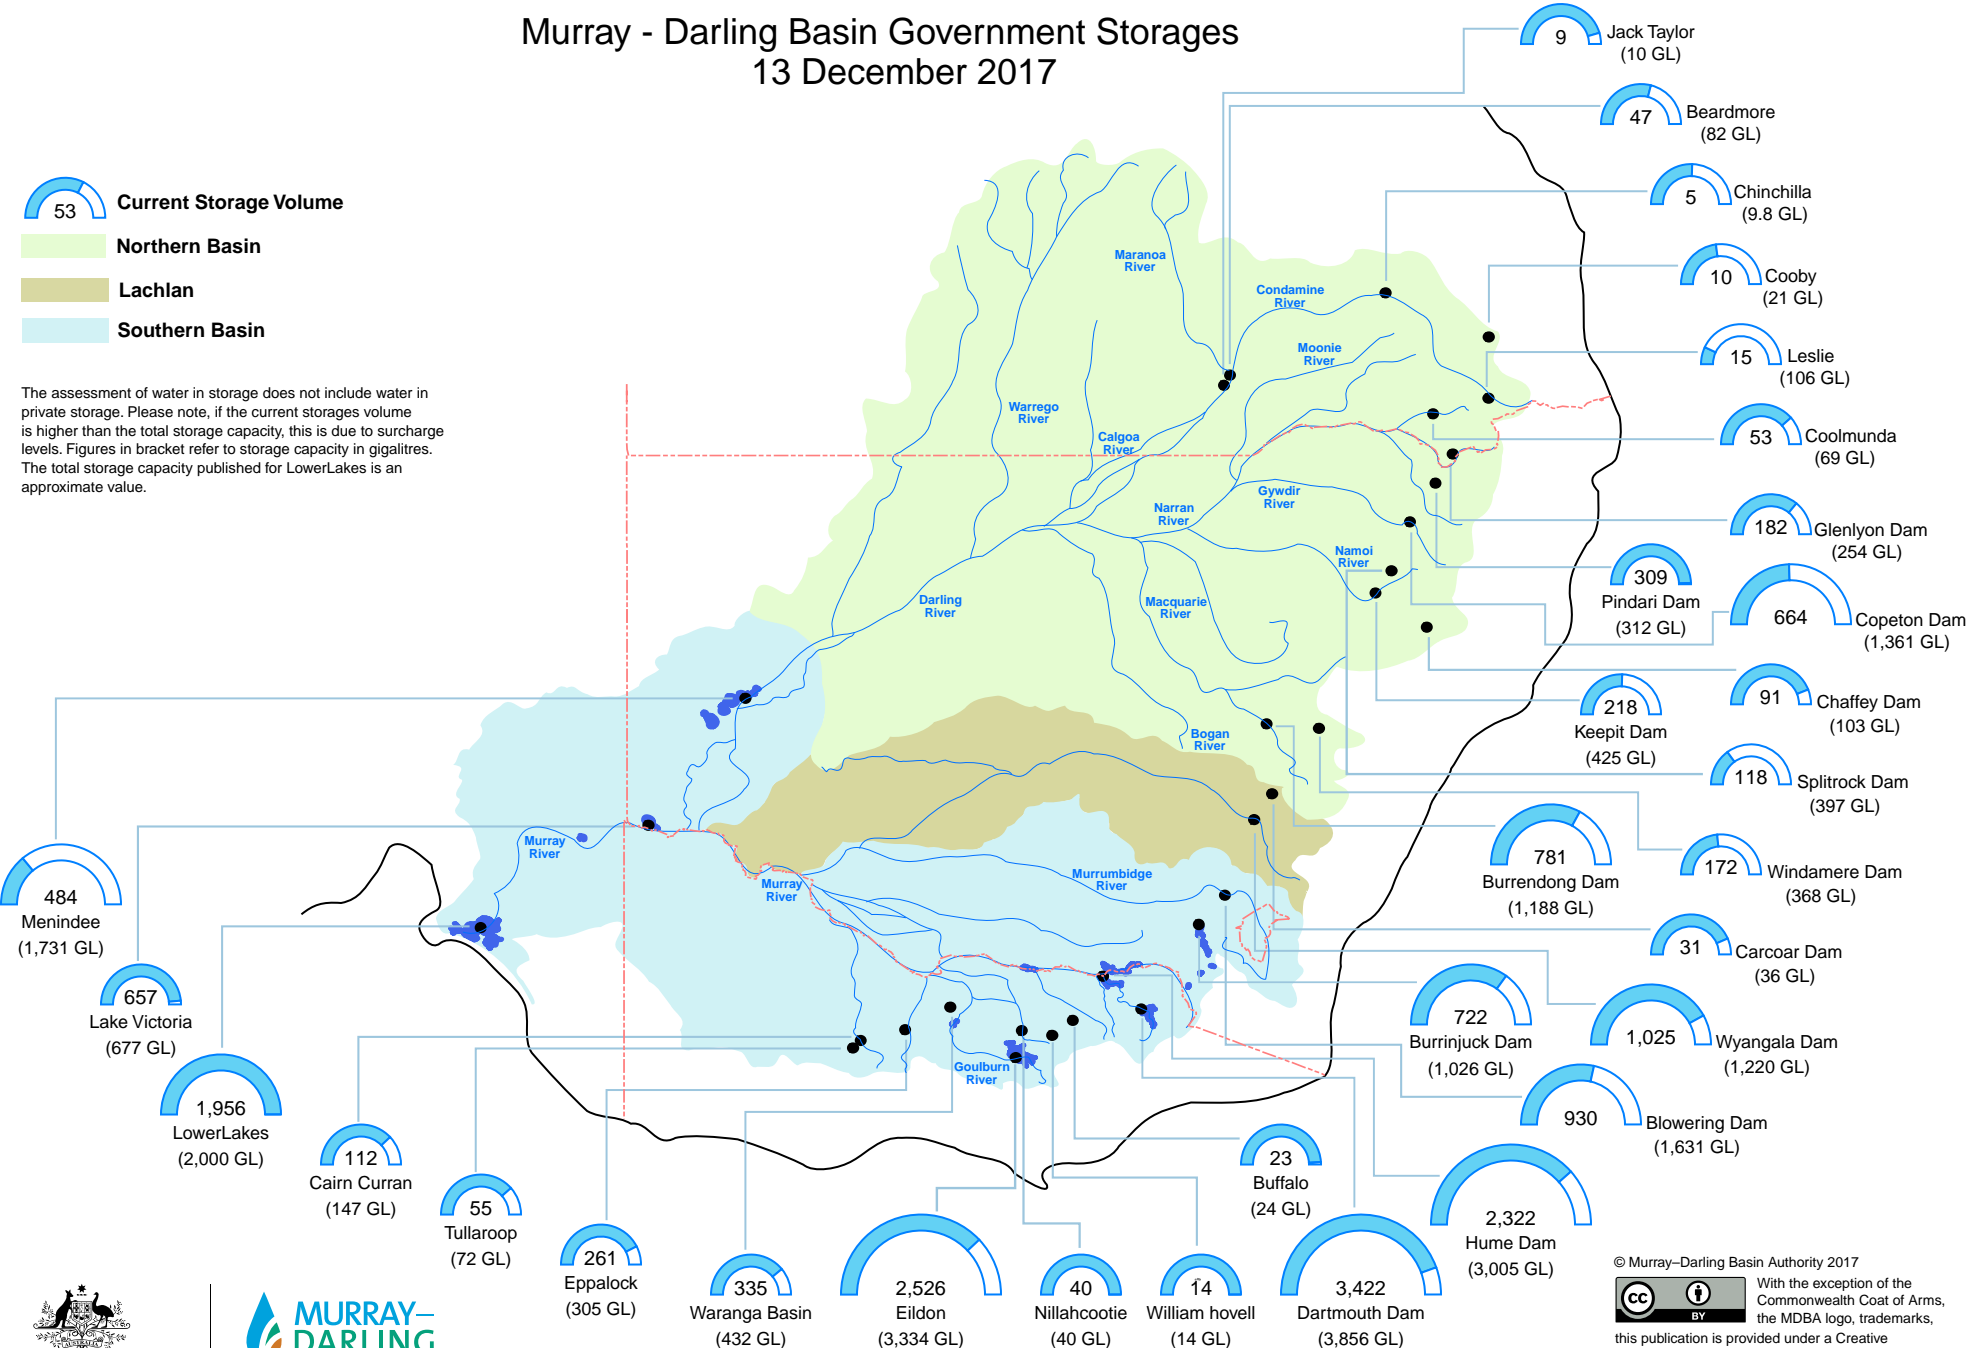 Murray - Darling Basin Government Storages
13 December 2017
53
Current Storage Volume
Northern Basin
Lachlan
Southern Basin
The assessment of water in storage does not include water in
private storage. Please note, if the current storages volume
is higher than the total storage capacity, this is due to surcharge
levels. Figures in bracket refer to storage capacity in gigalitres.
The total storage capacity published for LowerLakes is an
approximate value.
9
Jack Taylor
(10 GL)
47
Beardmore
(82 GL)
5
Chinchilla
(9.8 GL)
10
Cooby
(21 GL)
15
Leslie
(106 GL)
53
Coolmunda
(69 GL)
182
Glenlyon Dam
(254 GL)
309
Pindari Dam
(312 GL)
664
Copeton Dam
(1,361 GL)
91
Chaffey Dam
(103 GL)
218
Keepit Dam
(425 GL)
118
Splitrock Dam
(397 GL)
781
Burrendong Dam
(1,188 GL)
172
Windamere Dam
(368 GL)
31
Carcoar Dam
(36 GL)
722
Burrinjuck Dam
(1,026 GL)
1,025
Wyangala Dam
(1,220 GL)
930
Blowering Dam
(1,631 GL)
2,322
Hume Dam
(3,005 GL)
Maranoa
River
Condamine
River
Moonie
River
Warrego
River
Calgoa
River
Gywdir
River
Narran
River
Namoi
River
Darling
River
Macquarie
River
Bogan
River
Murray
River
Murray
River
Murrumbidge
River
Goulburn
River
484
Menindee
(1,731 GL)
657
Lake Victoria
(677 GL)
1,956
LowerLakes
(2,000 GL)
112
Cairn Curran
(147 GL)
55
Tullaroop
(72 GL)
261
Eppalock
(305 GL)
335
Waranga Basin
(432 GL)
2,526
Eildon
(3,334 GL)
40
Nillahcootie
(40 GL)
14
William hovell
(14 GL)
23
Buffalo
(24 GL)
3,422
Dartmouth Dam
(3,856 GL)
MURRAY–
DARLING
© Murray–Darling Basin Authority 2017
CC
BY
With the exception of the
Commonwealth Coat of Arms,
the MDBA logo, trademarks,
this publication is provided under a Creative